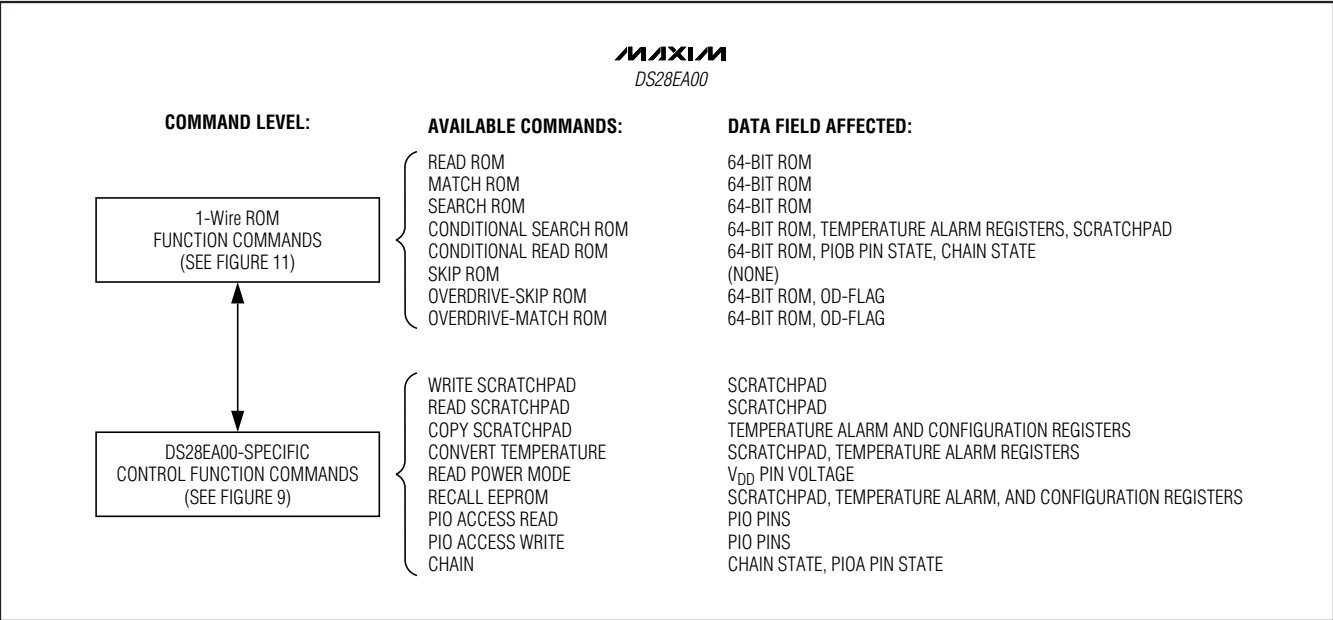 MAXIM
DS28EA00
COMMAND LEVEL: AVAILABLE COMMANDS: DATA FIELD AFFECTED:
1-Wire ROM
FUNCTION COMMANDS
(SEE FIGURE 11)
READ ROM 64-BIT ROM
MATCH ROM 64-BIT ROM
SEARCH ROM 64-BIT ROM
CONDITIONAL SEARCH ROM 64-BIT ROM, TEMPERATURE ALARM REGISTERS, SCRATCHPAD
CONDITIONAL READ ROM 64-BIT ROM, PIOB PIN STATE, CHAIN STATE
SKIP ROM (NONE)
OVERDRIVE-SKIP ROM 64-BIT ROM, OD-FLAG
OVERDRIVE-MATCH ROM 64-BIT ROM, OD-FLAG
DS28EA00-SPECIFIC
CONTROL FUNCTION COMMANDS
(SEE FIGURE 9)
WRITE SCRATCHPAD SCRATCHPAD
READ SCRATCHPAD SCRATCHPAD
COPY SCRATCHPAD TEMPERATURE ALARM AND CONFIGURATION REGISTERS
CONVERT TEMPERATURE SCRATCHPAD, TEMPERATURE ALARM REGISTERS
READ POWER MODE VDD PIN VOLTAGE
RECALL EEPROM SCRATCHPAD, TEMPERATURE ALARM, AND CONFIGURATION REGISTERS
PIO ACCESS READ PIO PINS
PIO ACCESS WRITE PIO PINS
CHAIN CHAIN STATE, PIOA PIN STATE